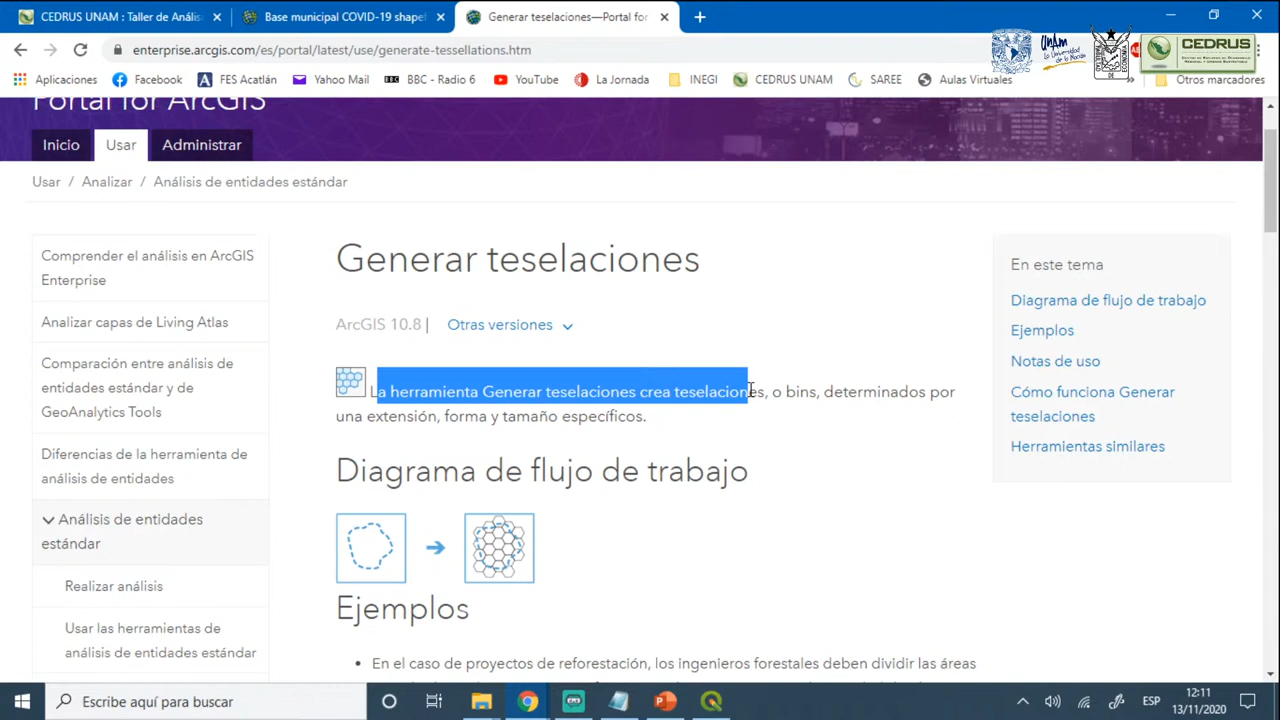 CEDRUS UNAM : Taller de Anális
Base municipal COVID-19 shapef
Generar teselaciones—Portal for
enterprise.arcgis.com/es/portal/latest/use/generate-tessellations.htm
UNAM
La Universidad
de la Nación
CEDRUS
Aplicaciones
Facebook
FES Acatlán
Yahoo Mail
BBC - Radio 6
YouTube
La Jornada
INEGI
CEDRUS UNAM
SAREE
Aulas Virtuales
Otros marcadores
Portal for ArcGIS
Inicio
Usar
Administrar
Usar / Analizar / Análisis de entidades estándar
Comprender el análisis en ArcGIS
Enterprise
Analizar capas de Living Atlas
Comparación entre análisis de
entidades estándar y de
GeoAnalytics Tools
Diferencias de la herramienta de
análisis de entidades
Análisis de entidades
estándar
Realizar análisis
Usar las herramientas de
análisis de entidades estándar
Generar teselaciones
ArcGIS 10.8 |
Otras versiones
La herramienta Generar teselaciones crea teselaciones, o bins, determinados por
una extensión, forma y tamaño específicos.
Diagrama de flujo de trabajo
Ejemplos
• En el caso de proyectos de reforestación, los ingenieros forestales deben dividir las áreas
En este tema
Diagrama de flujo de trabajo
Ejemplos
Notas de uso
Cómo funciona Generar
teselaciones
Herramientas similares
Escribe aquí para buscar
ESP
12:11
13/11/2020